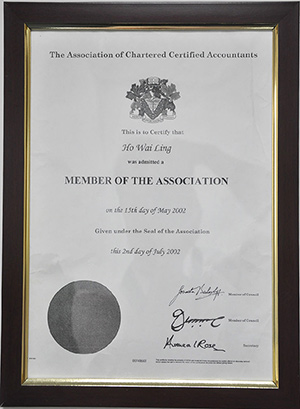 The Association of Chartered Certified Accountants
This is to Certify that
Ho Wai Ling
was admitted a
MEMBER OF THE ASSOCIATION
on the 15th day of May 2002
Given under the Seal of the Association
this 2nd day of July 2002
Member of Council
Member of Council
Secretary